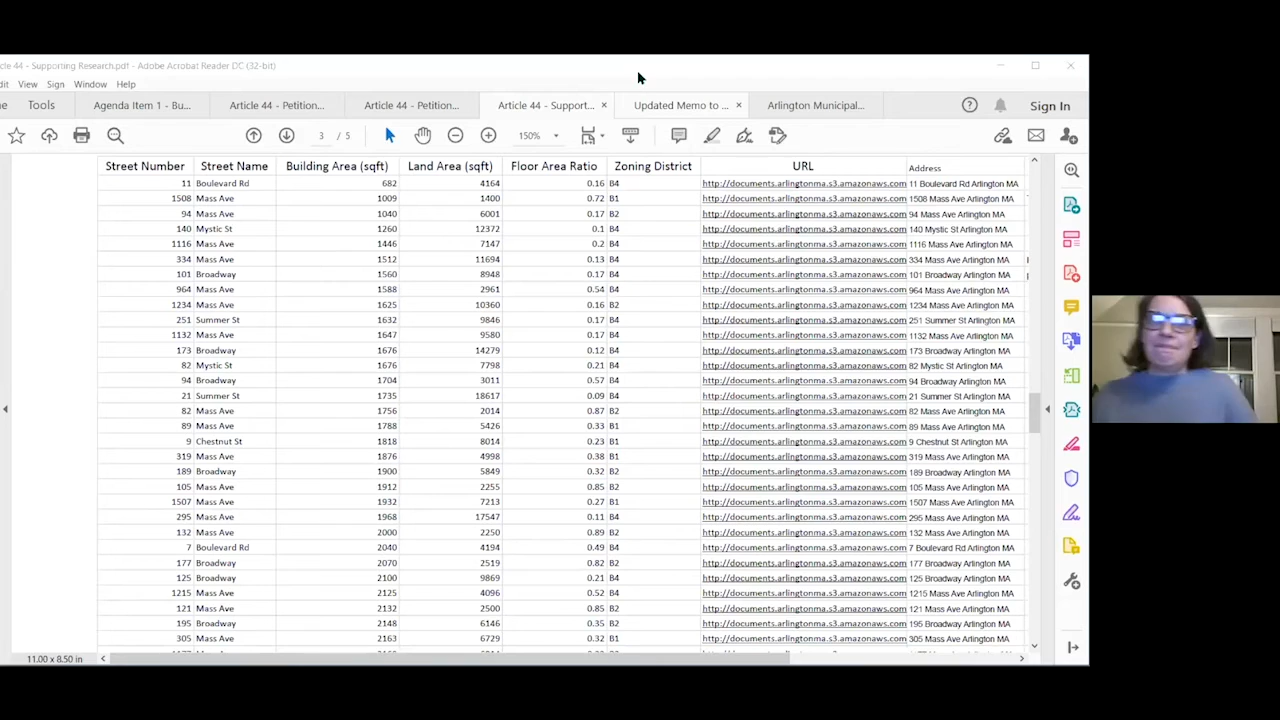 cle 44 - Supporting Research.pdf - Adobe Acrobat Reader DC (32-bit)
dit View Sign Window Help
ne Tools Agenda Item 1 - Bu... Article 44 - Petition... Article 44 - Petition... Article 44 - Support... × Updated Memo to ... × Arlington Municipal... Sign In
3 / 5 150%
Street Number Street Name Building Area (sqft) Land Area (sqft) Floor Area Ratio Zoning District URL Address
11 Boulevard Rd 682 4164 0.16 B4 http://documents.arlingtonma.s3.amazonaws.com 11 Boulevard Rd Arlington MA
1508 Mass Ave 1009 1400 0.72 B1 http://documents.arlingtonma.s3.amazonaws.com 1508 Mass Ave Arlington MA
94 Mass Ave 1040 6001 0.17 B2 http://documents.arlingtonma.s3.amazonaws.com 94 Mass Ave Arlington MA
140 Mystic St 1260 12372 0.1 B4 http://documents.arlingtonma.s3.amazonaws.com 140 Mystic St Arlington MA
1116 Mass Ave 1446 7147 0.2 B4 http://documents.arlingtonma.s3.amazonaws.com 1116 Mass Ave Arlington MA
334 Mass Ave 1512 11694 0.13 B4 http://documents.arlingtonma.s3.amazonaws.com 334 Mass Ave Arlington MA
101 Broadway 1560 8948 0.17 B4 http://documents.arlingtonma.s3.amazonaws.com 101 Broadway Arlington MA
964 Mass Ave 1588 2961 0.54 B4 http://documents.arlingtonma.s3.amazonaws.com 964 Mass Ave Arlington MA
1234 Mass Ave 1625 10360 0.16 B2 http://documents.arlingtonma.s3.amazonaws.com 1234 Mass Ave Arlington MA
251 Summer St 1632 9846 0.17 B4 http://documents.arlingtonma.s3.amazonaws.com 251 Summer St Arlington MA
1132 Mass Ave 1647 9580 0.17 B4 http://documents.arlingtonma.s3.amazonaws.com 1132 Mass Ave Arlington MA
173 Broadway 1676 14279 0.12 B4 http://documents.arlingtonma.s3.amazonaws.com 173 Broadway Arlington MA
82 Mystic St 1676 7798 0.21 B4 http://documents.arlingtonma.s3.amazonaws.com 82 Mystic St Arlington MA
94 Broadway 1704 3011 0.57 B4 http://documents.arlingtonma.s3.amazonaws.com 94 Broadway Arlington MA
21 Summer St 1735 18617 0.09 B4 http://documents.arlingtonma.s3.amazonaws.com 21 Summer St Arlington MA
82 Mass Ave 1756 2014 0.87 B2 http://documents.arlingtonma.s3.amazonaws.com 82 Mass Ave Arlington MA
89 Mass Ave 1788 5426 0.33 B1 http://documents.arlingtonma.s3.amazonaws.com 89 Mass Ave Arlington MA
9 Chestnut St 1818 8014 0.23 B1 http://documents.arlingtonma.s3.amazonaws.com 9 Chestnut St Arlington MA
319 Mass Ave 1876 4998 0.38 B1 http://documents.arlingtonma.s3.amazonaws.com 319 Mass Ave Arlington MA
189 Broadway 1900 5849 0.32 B2 http://documents.arlingtonma.s3.amazonaws.com 189 Broadway Arlington MA
105 Mass Ave 1912 2255 0.85 B2 http://documents.arlingtonma.s3.amazonaws.com 105 Mass Ave Arlington MA
1507 Mass Ave 1932 7213 0.27 B1 http://documents.arlingtonma.s3.amazonaws.com 1507 Mass Ave Arlington MA
295 Mass Ave 1968 17547 0.11 B4 http://documents.arlingtonma.s3.amazonaws.com 295 Mass Ave Arlington MA
132 Mass Ave 2000 2250 0.89 B2 http://documents.arlingtonma.s3.amazonaws.com 132 Mass Ave Arlington MA
7 Boulevard Rd 2040 4194 0.49 B4 http://documents.arlingtonma.s3.amazonaws.com 7 Boulevard Rd Arlington MA
177 Broadway 2070 2519 0.82 B2 http://documents.arlingtonma.s3.amazonaws.com 177 Broadway Arlington MA
125 Broadway 2100 9869 0.21 B4 http://documents.arlingtonma.s3.amazonaws.com 125 Broadway Arlington MA
1215 Mass Ave 2125 4096 0.52 B4 http://documents.arlingtonma.s3.amazonaws.com 1215 Mass Ave Arlington MA
121 Mass Ave 2132 2500 0.85 B2 http://documents.arlingtonma.s3.amazonaws.com 121 Mass Ave Arlington MA
195 Broadway 2148 6146 0.35 B2 http://documents.arlingtonma.s3.amazonaws.com 195 Broadway Arlington MA
305 Mass Ave 2163 6729 0.32 B1 http://documents.arlingtonma.s3.amazonaws.com 305 Mass Ave Arlington MA
11.00 x 8.50 in